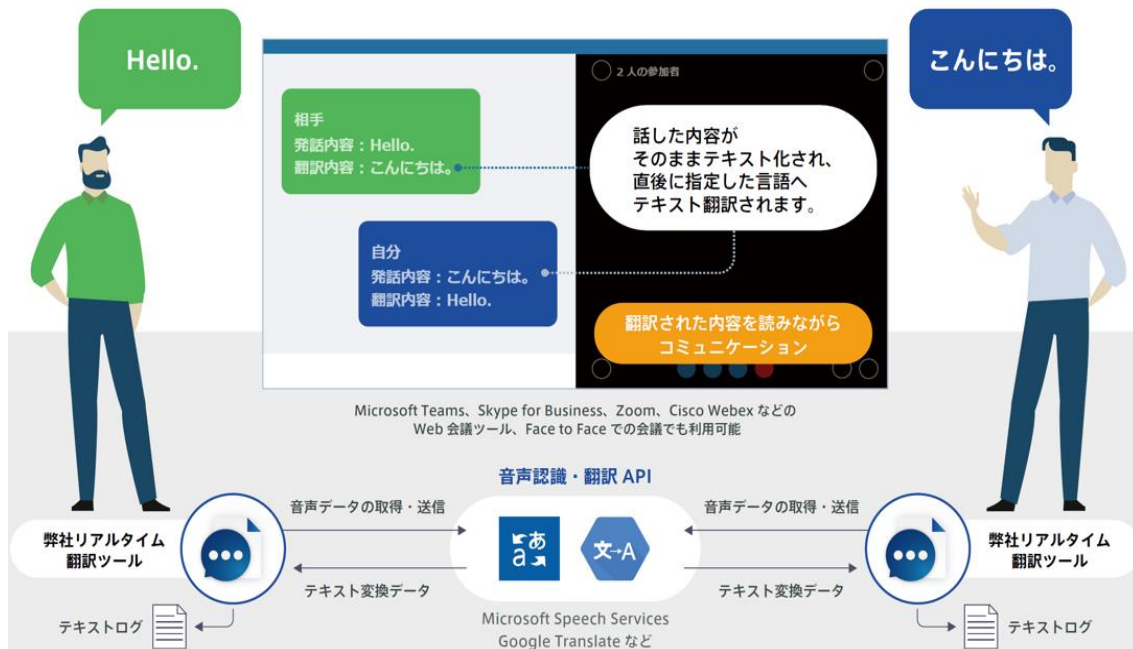 Hello.
こんにちは。
2人の参加者
相手
発話内容：Hello.
翻訳内容：こんにちは。
話した内容が
そのままテキスト化され、
直後に指定した言語へ
テキスト翻訳されます。
自分
発話内容：こんにちは。
翻訳内容：Hello.
翻訳された内容を読みながら
コミュニケーション
Microsoft Teams、Skype for Business、Zoom、Cisco Webex などの
Web 会議ツール、Face to Face での会議でも利用可能
音声認識・翻訳 API
弊社リアルタイム
翻訳ツール
音声データの取得・送信
テキスト変換データ
テキストログ
aあ
文→A
Microsoft Speech Services
Google Translate など
音声データの取得・送信
テキスト変換データ
弊社リアルタイム
翻訳ツール
テキストログ